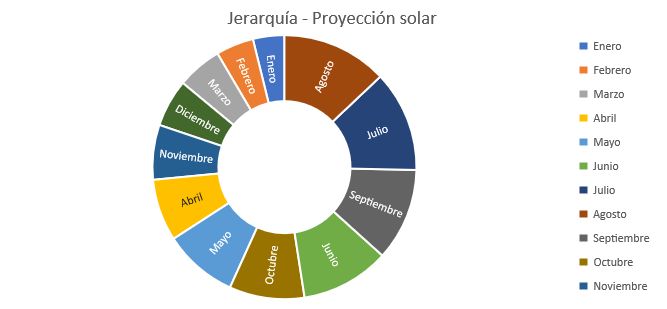 Jerarquía - Proyección solar
Agosto
Julio
Septiembre
Junio
Octubre
Mayo
Abril
Noviembre
Diciembre
Marzo
Febrero
Enero
Enero
Febrero
Marzo
Abril
Mayo
Junio
Julio
Agosto
Septiembre
Octubre
Noviembre